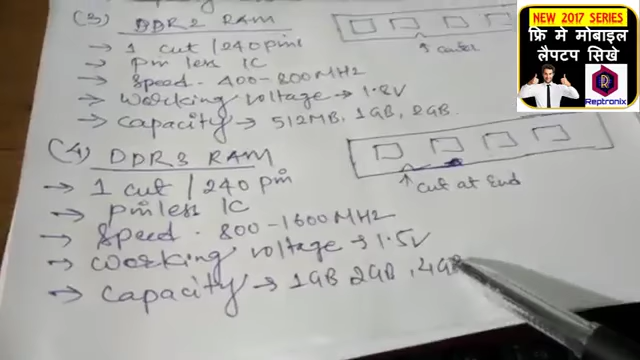 (3) DDR2 RAM
→ 1 cut / 240 pins
→ pin less IC
→ Speed - 400-800 MHZ
→ Working voltage → 1.8V
→ Capacity → 512MB, 1GB, 2GB.
(4) DDR3 RAM
→ 1 cut / 240 pin
→ pin less IC
→ Speed - 800-1600 MHZ
→ Working voltage → 1.5V
→ Capacity → 1GB 2GB, 4GB
↑ Cut at End
NEW 2017 SERIES
फ्रि मे मोबाइल
लैपटप सिखे
R
Reptronix